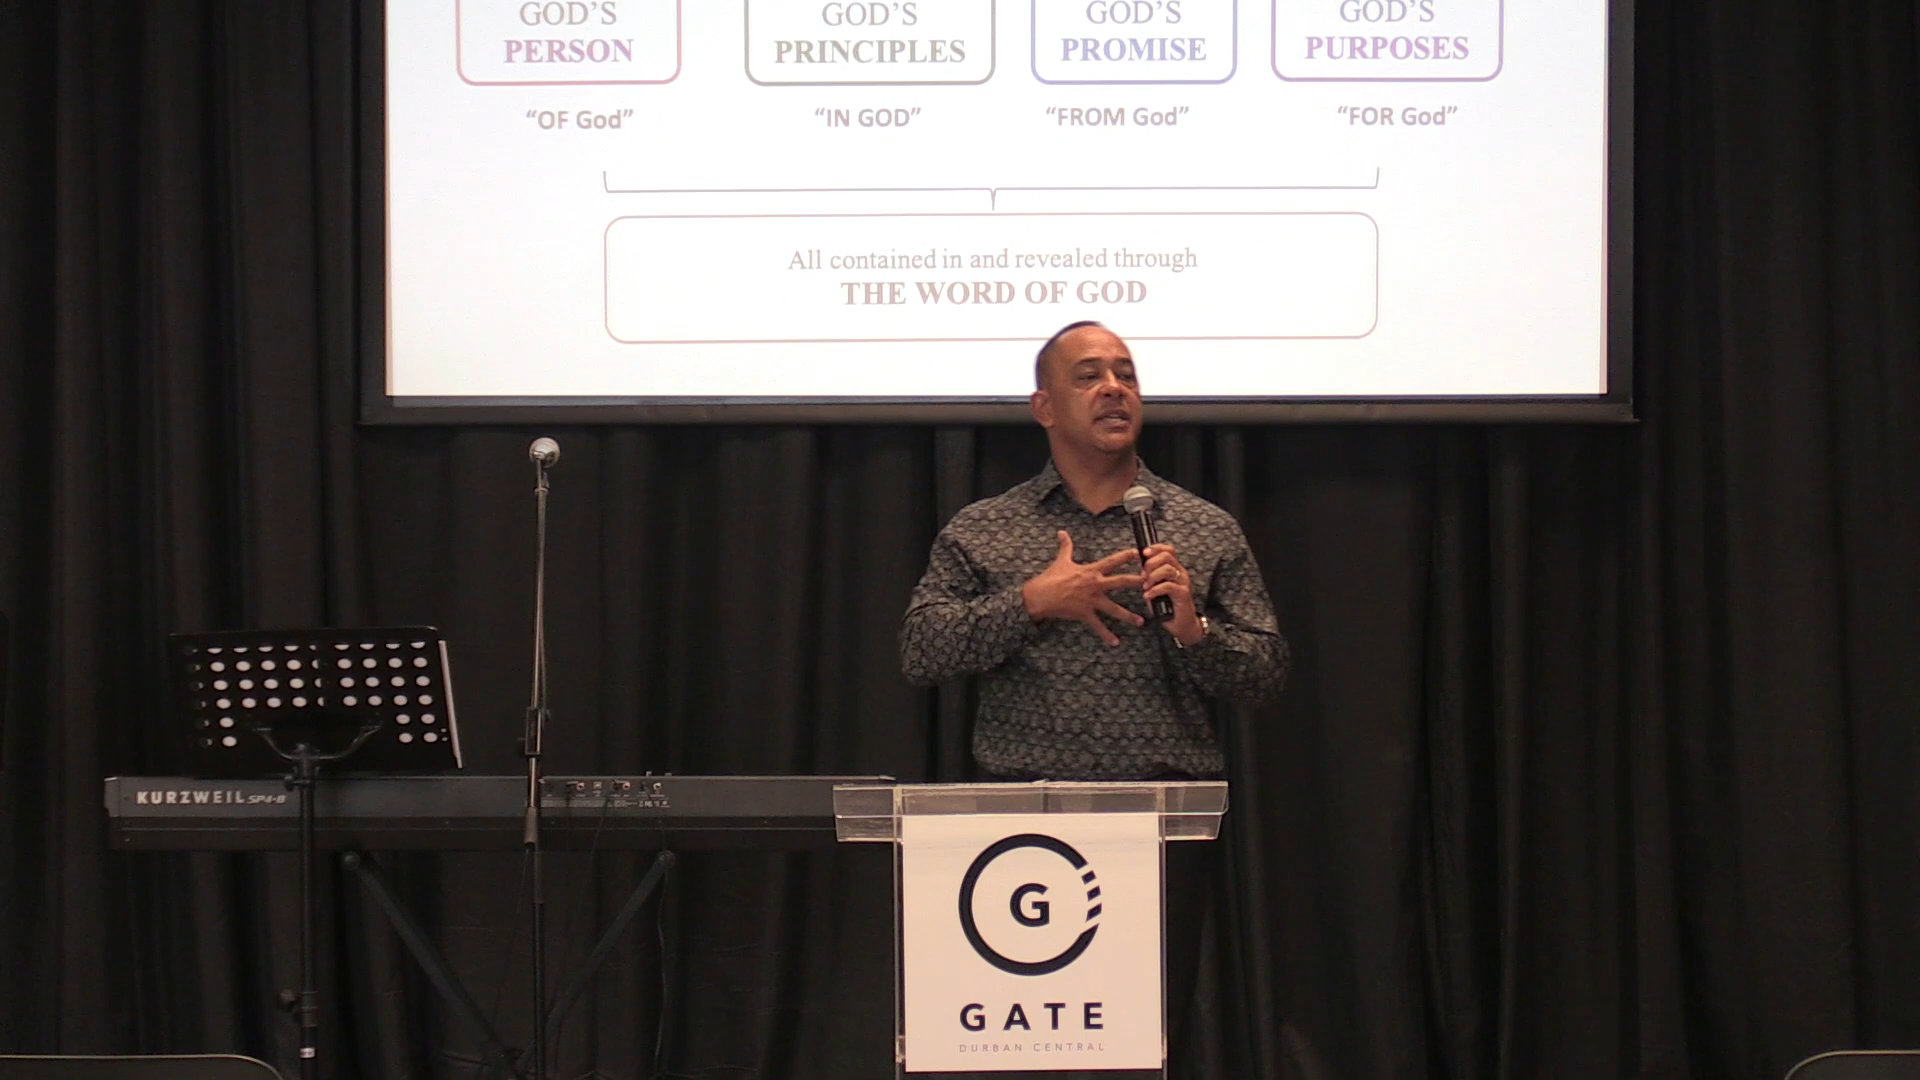 GOD'S
PERSON
GOD'S
PRINCIPLES
GOD'S
PROMISE
GOD'S
PURPOSES
“OF God”
“IN GOD”
“FROM God”
“FOR God”
All contained in and revealed through
THE WORD OF GOD
KURZWEIL SP4-8
G
GATE
DURBAN CENTRAL